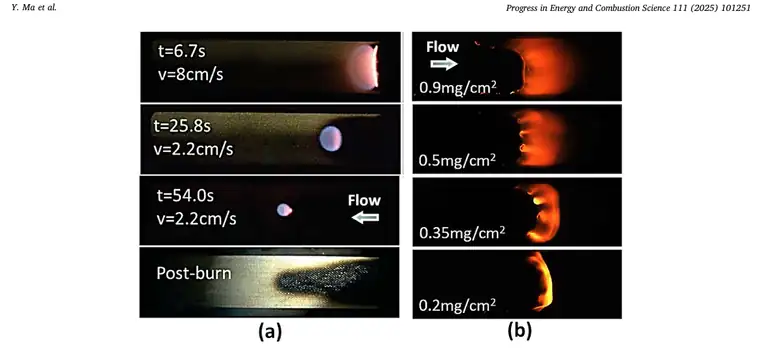 Y. Ma et al.
Progress in Energy and Combustion Science 111 (2025) 101251
t=6.7s
v=8cm/s
t=25.8s
v=2.2cm/s
t=54.0s
v=2.2cm/s
Flow
Post-burn
(a)
Flow
0.9mg/cm²
0.5mg/cm²
0.35mg/cm²
0.2mg/cm²
(b)